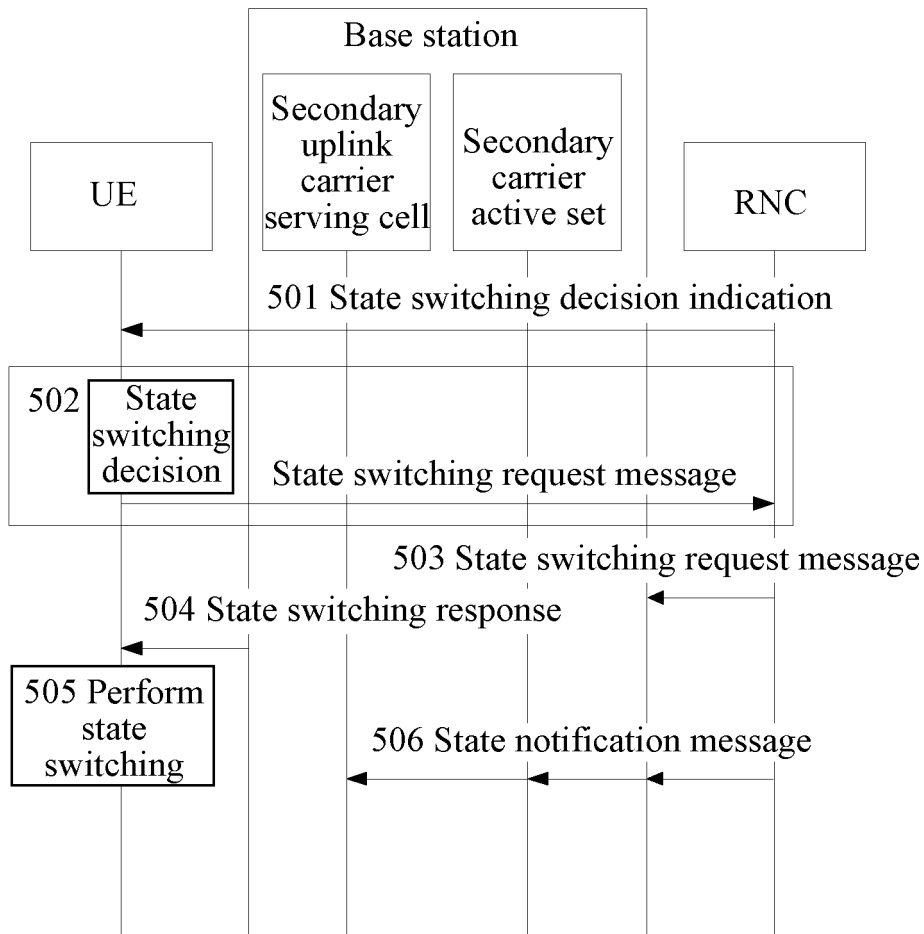 Base station
UE
Secondary
uplink
carrier
serving cell
Secondary
carrier
active set
RNC
501 State switching decision indication
502
State
switching
decision
State switching request message
503 State switching request message
504 State switching response
505 Perform
state
switching
506 State notification message